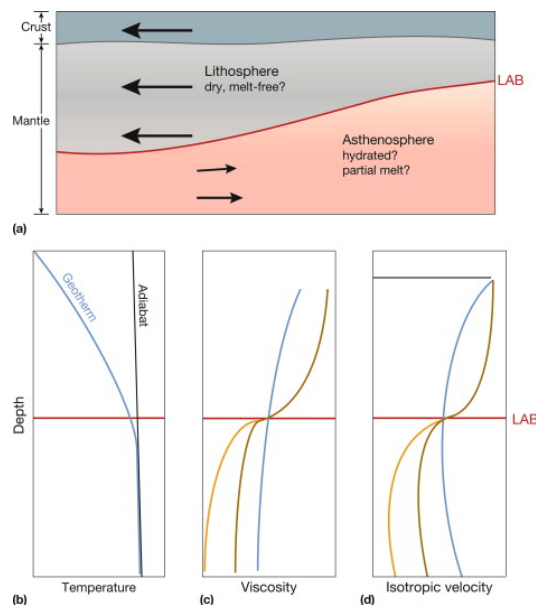 Crust
Lithosphere
dry, melt-free?
LAB
Mantle
Asthenosphere
hydrated?
partial melt?
(a)
Geotherm
Adiabat
Depth
LAB
(b)
Temperature
(c)
Viscosity
(d)
Isotropic velocity